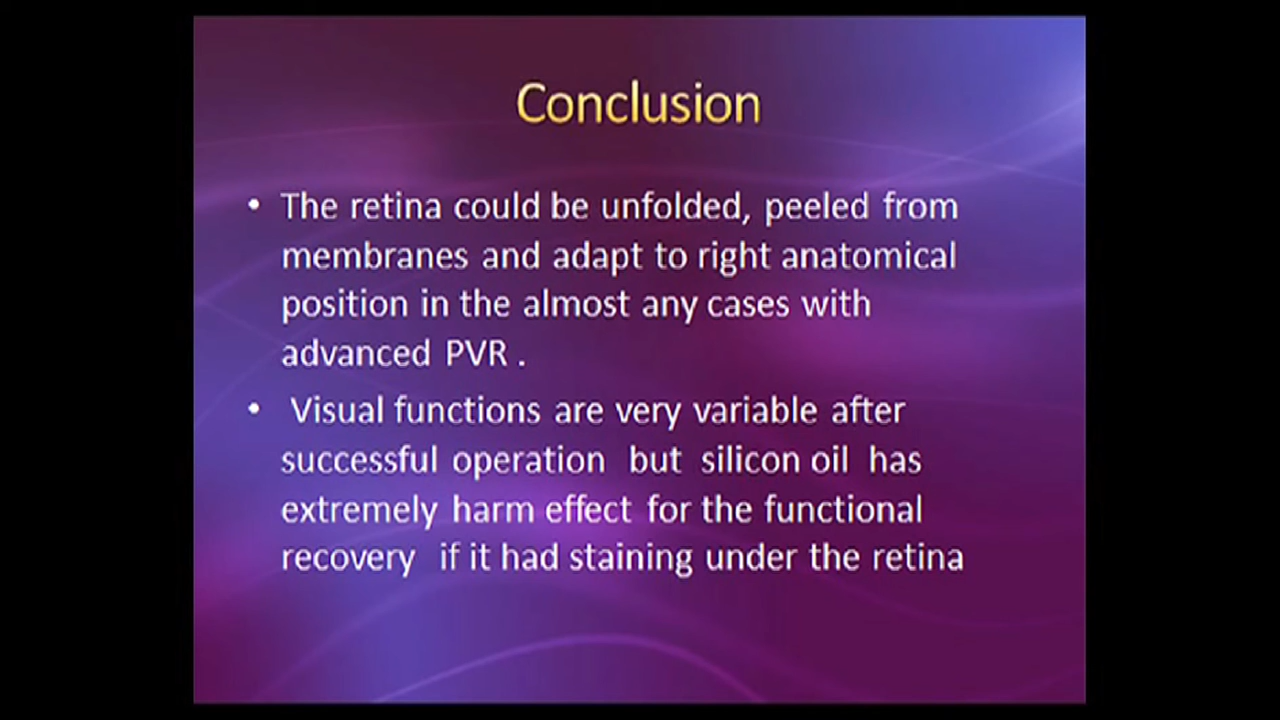 Conclusion
• The retina could be unfolded, peeled from
membranes and adapt to right anatomical
position in the almost any cases with
advanced PVR .
• Visual functions are very variable after
successful operation but silicon oil has
extremely harm effect for the functional
recovery if it had staining under the retina